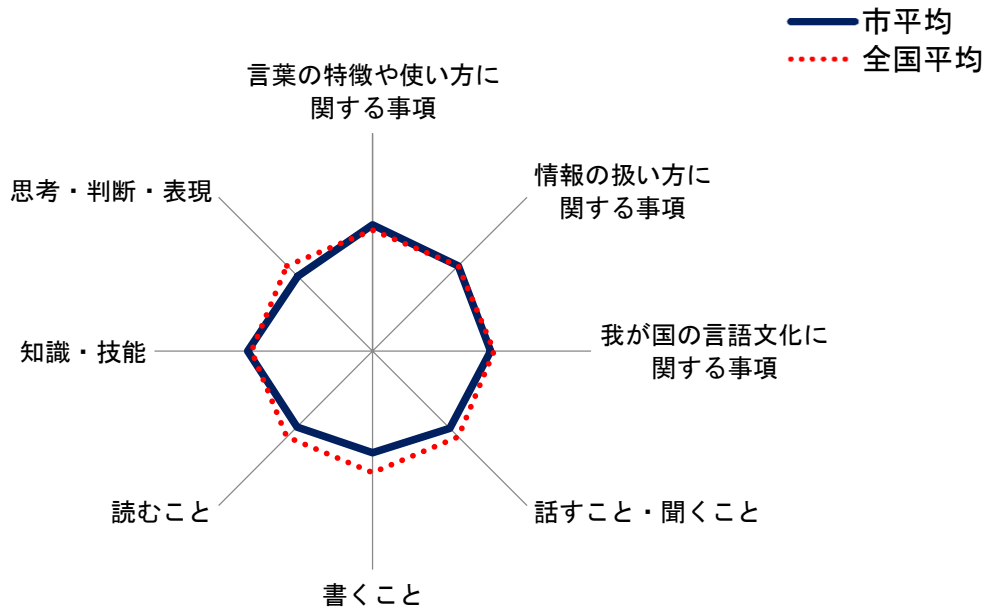 市平均
全国平均
言葉の特徴や使い方に
関する事項
情報の扱い方に
関する事項
我が国の言語文化に
関する事項
話すこと・聞くこと
書くこと
読むこと
知識・技能
思考・判断・表現